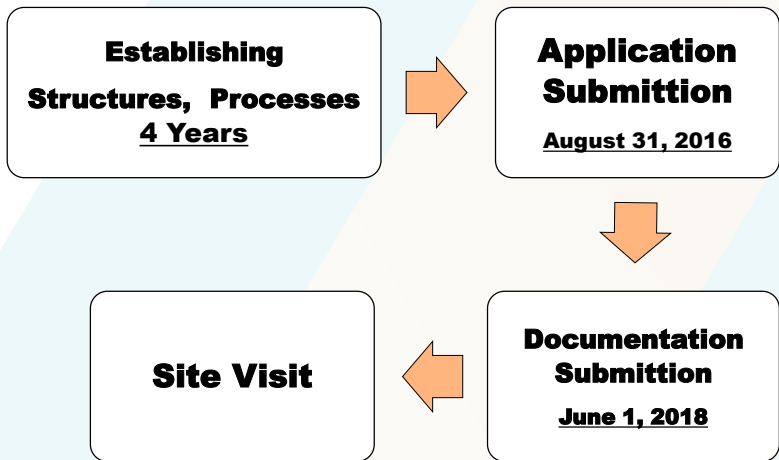 Establishing
Structures, Processes
4 Years
Application
Submittion
August 31, 2016
Documentation
Submittion
June 1, 2018
Site Visit